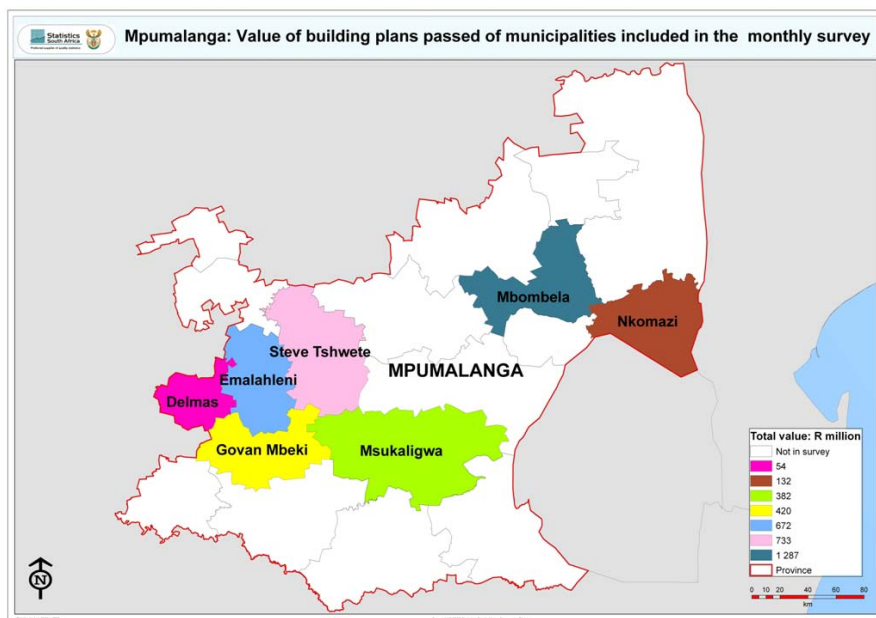 Statistics
South Africa
Mpumalanga: Value of building plans passed of municipalities included in the monthly survey
Mbombela
Nkomazi
Steve Tshwete
MPUMALANGA
Emalahleni
Delmas
Govan Mbeki
Msukaligwa
Total value: R million
Not in survey
54
132
382
420
672
733
1 287
Province
0 10 20 40 60 80
km
N